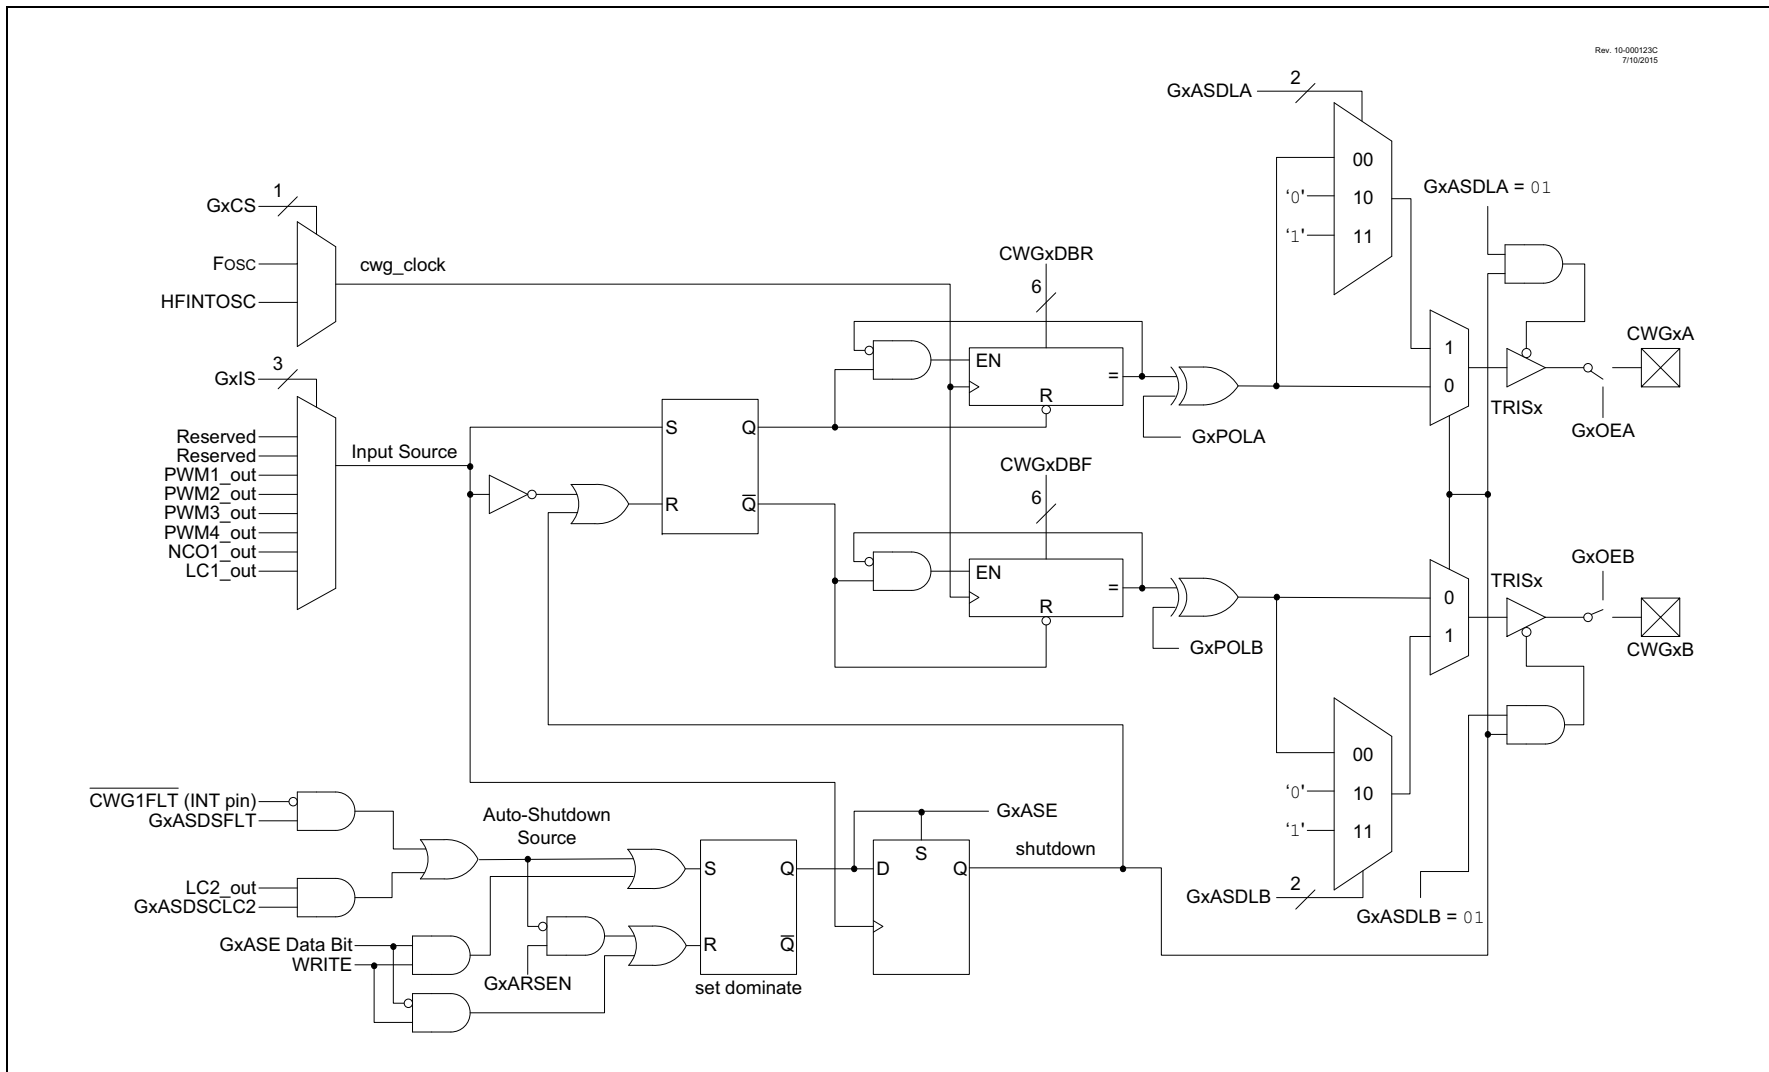 Rev. 10-000123C
7/10/2015
GxASDLA
2
00
‘0’
10
‘1’
11
GxASDLA = 01
GxCS
1
FOSC
HFINTOSC
cwg_clock
GxIS
3
Reserved
Reserved
PWM1_out
PWM2_out
PWM3_out
PWM4_out
NCO1_out
LC1_out
Input Source
S
Q
R
Q
CWGxDBR
6
EN
=
R
GxPOLA
1
0
TRISx
CWGxA
GxOEA
CWGxDBF
6
EN
=
R
GxPOLB
0
1
TRISx
GxOEB
CWGxB
00
‘0’
10
‘1’
11
GxASDLB
2
GxASDLB = 01
CWG1FLT (INT pin)
GxASDSFLT
LC2_out
GxASDSCLC2
Auto-Shutdown
Source
GxASE Data Bit
WRITE
GxARSEN
S
Q
R
Q
set dominate
GxASE
S
D
Q
shutdown